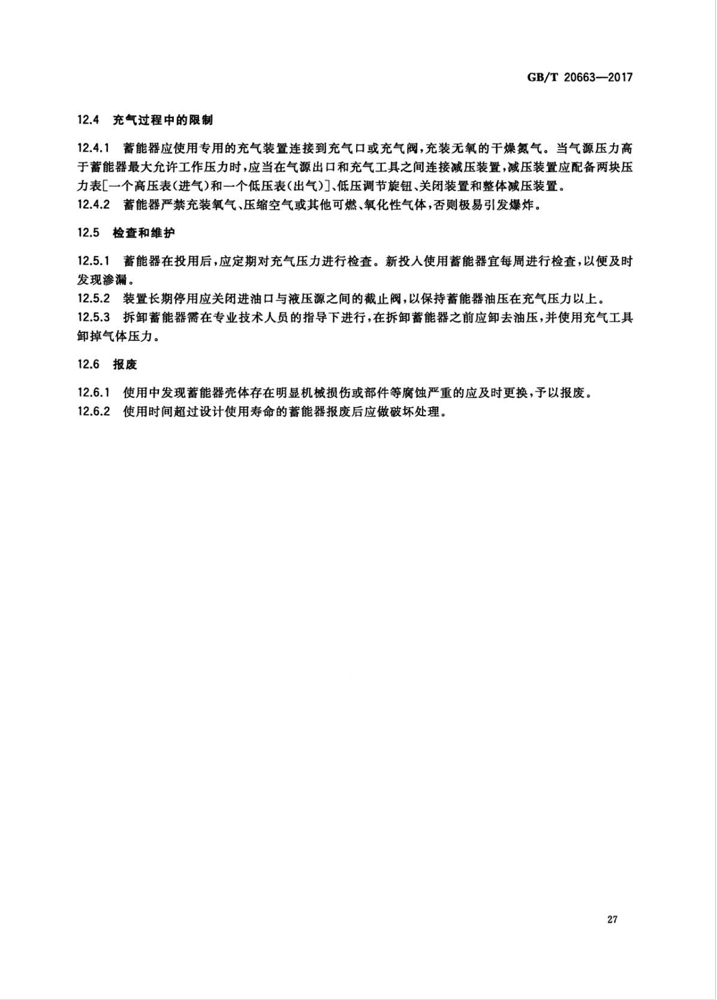 GB/T 20663—2017
12.4 充气过程中的限制
12.4.1 蓄能器应使用专用的充气装置连接到充气口或充气阀,充装无氧的干燥氮气。当气源压力高
于蓄能器最大允许工作压力时,应当在气源出口和充气工具之间连接减压装置,减压装置应配备两块压
力表[一个高压表(进气)和一个低压表(出气)]、低压调节旋钮、关闭装置和整体减压装置。
12.4.2 蓄能器严禁充装氧气、压缩空气或其他可燃、氧化性气体,否则极易引发爆炸。
12.5 检查和维护
12.5.1 蓄能器在投用后,应定期对充气压力进行检查。新投入使用蓄能器宜每周进行检查,以便及时
发现渗漏。
12.5.2 装置长期停用应关闭进油口与液压源之间的截止阀,以保持蓄能器油压在充气压力以上。
12.5.3 拆卸蓄能器需在专业技术人员的指导下进行,在拆卸蓄能器之前应卸去油压,并使用充气工具
卸掉气体压力。
12.6 报废
12.6.1 使用中发现蓄能器壳体存在明显机械损伤或部件等腐蚀严重的应及时更换,予以报废。
12.6.2 使用时间超过设计使用寿命的蓄能器报废后应做破坏处理。
27